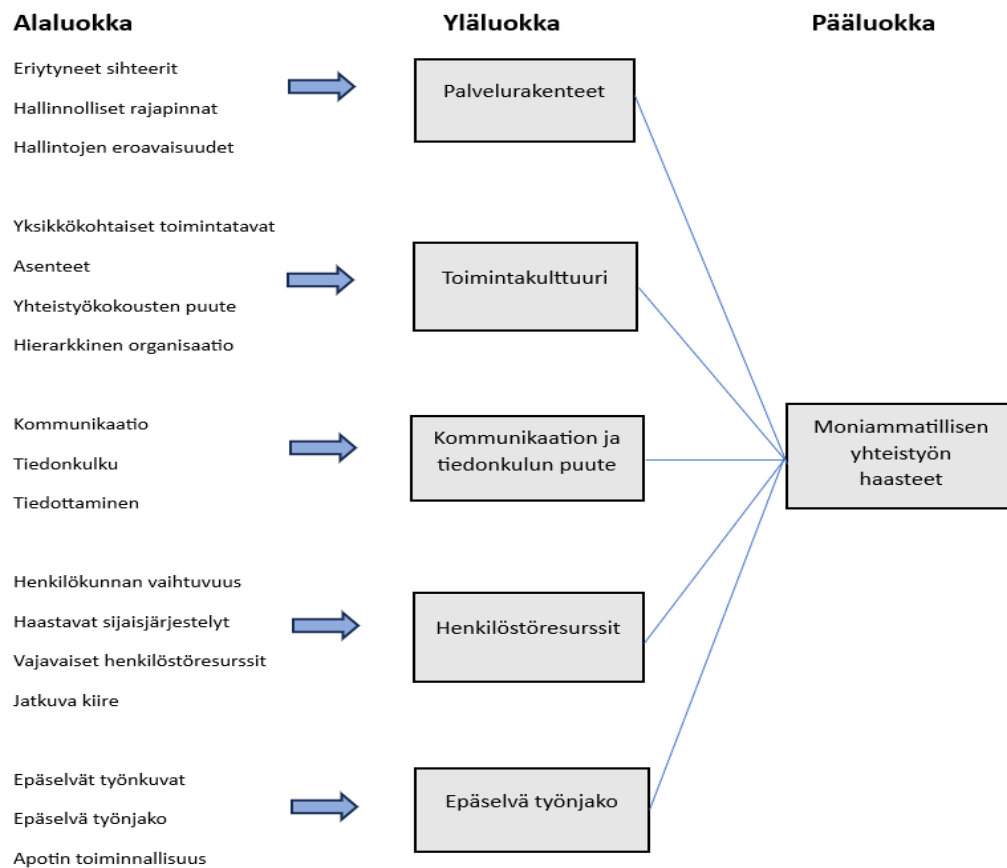 Alaluokka
Yläluokka
Pääluokka
Eriytyneet sihteerit
Hallinnolliset rajapinnat
Hallintojen eroavaisuudet
Palvelurakenteet
Yksikkökohtaiset toimintatavat
Asenteet
Yhteistyökokousten puute
Hierarkkinen organisaatio
Toimintakulttuuri
Kommunikaatio
Tiedonkulku
Tiedottaminen
Kommunikaation ja
tiedonkulun puute
Moniammatillisen
yhteistyön
haasteet
Henkilökunnan vaihtuvuus
Haastavat sijaisjärjestelyt
Vajavaiset henkilöstöresurssit
Jatkuva kiire
Henkilöstöresurssit
Epäselvät työnkuvat
Epäselvä työnjako
Apotin toiminnallisuus
Epäselvä työnjako